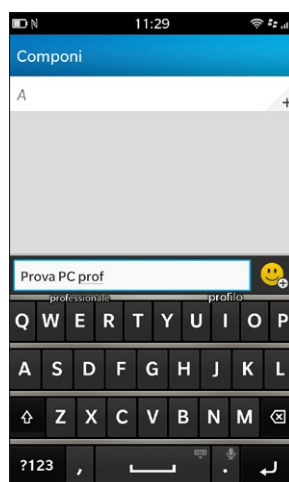 N 11:29
Componi
A
Prova PC prof
professionale profilo
Q W E R T Y U I O P
A S D F G H J K L
Z X C V B N M
?123 , .